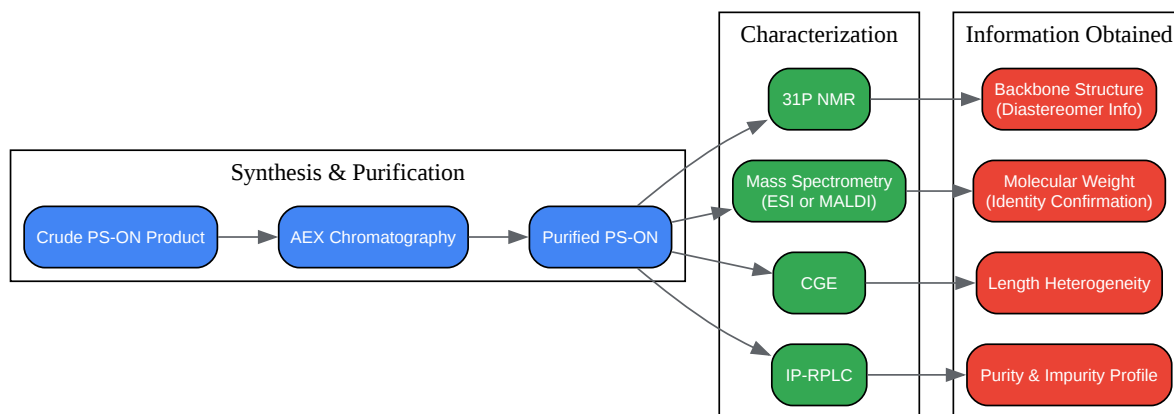 Synthesis & Purification
Crude PS-ON Product
AEX Chromatography
Purified PS-ON
Characterization
31P NMR
Mass Spectrometry
(ESI or MALDI)
CGE
IP-RPLC
Information Obtained
Backbone Structure
(Diastereomer Info)
Molecular Weight
(Identity Confirmation)
Length Heterogeneity
Purity & Impurity Profile